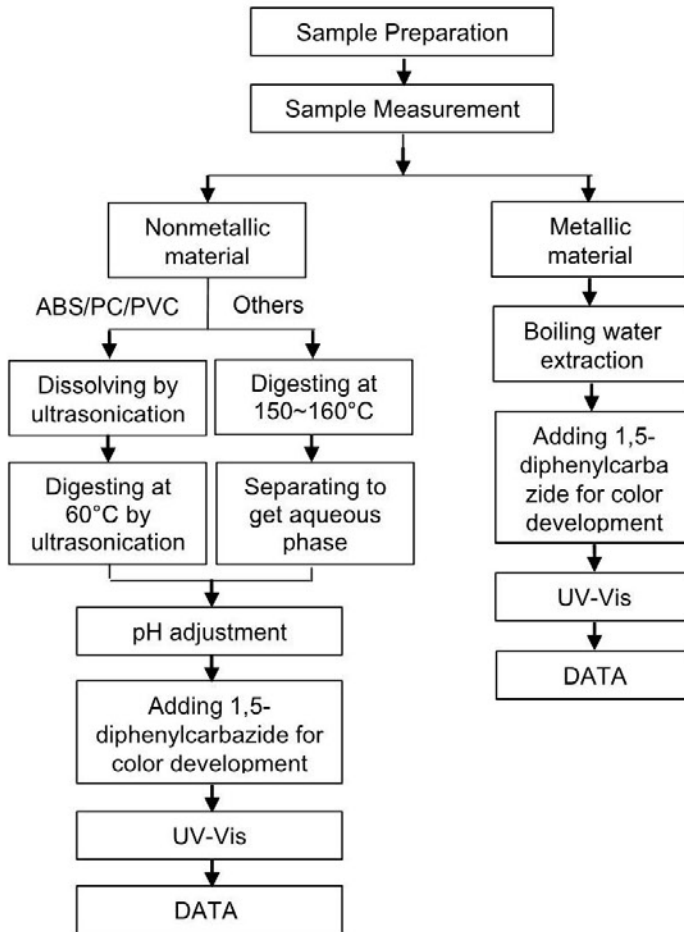 Sample Preparation
Sample Measurement
Nonmetallic
material
Metallic
material
ABS/PC/PVC
Others
Dissolving by
ultrasonication
Digesting at
150~160°C
Boiling water
extraction
Digesting at
60°C by
ultrasonication
Separating to
get aqueous
phase
Adding 1,5-
diphenylcarba
zide for color
development
pH adjustment
UV-Vis
DATA
Adding 1,5-
diphenylcarbazide for
color development
UV-Vis
DATA